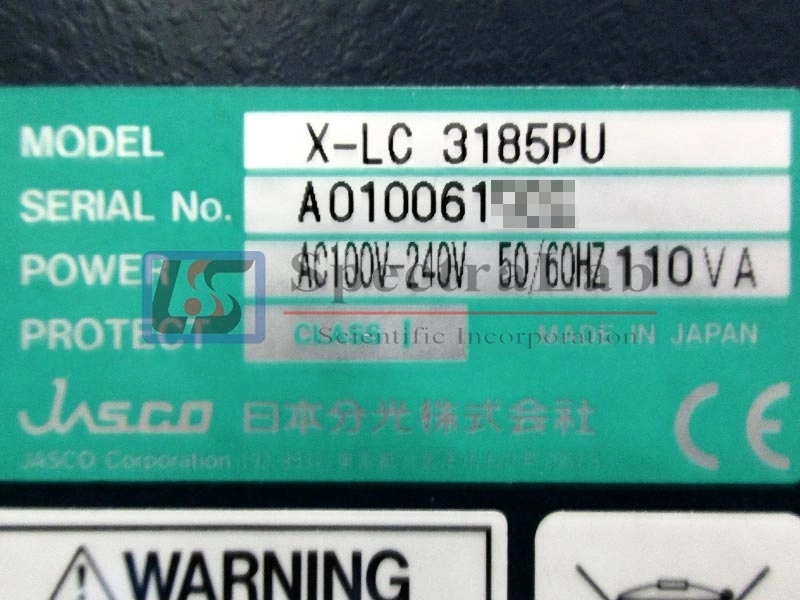 MODEL X-LC 3185PU
SERIAL No. A010061
POWER AC100V-240V 50/60HZ 110VA
PROTECT CLASS I MADE IN JAPAN
SpectraLab
Scientific Incorporation
JASCO 日本分光株式会社
JASCO Corporation
CE
WARNING